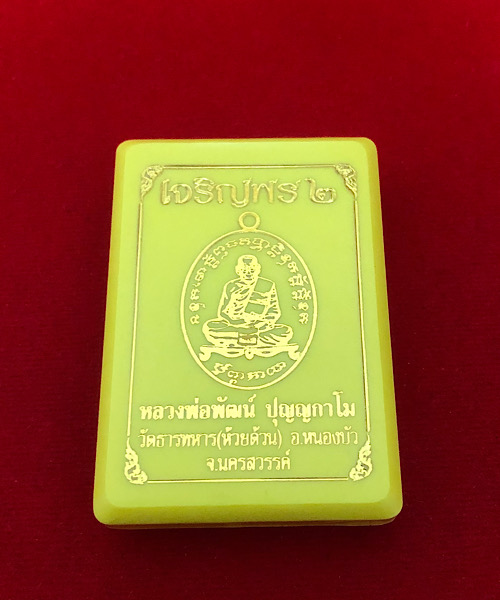 เจริญพร ๒
หลวงพ่อพัฒน์ ปุญญกาโม
วัดธารทหาร(ห้วยด้วน) อ.หนองบัว
จ.นครสวรรค์